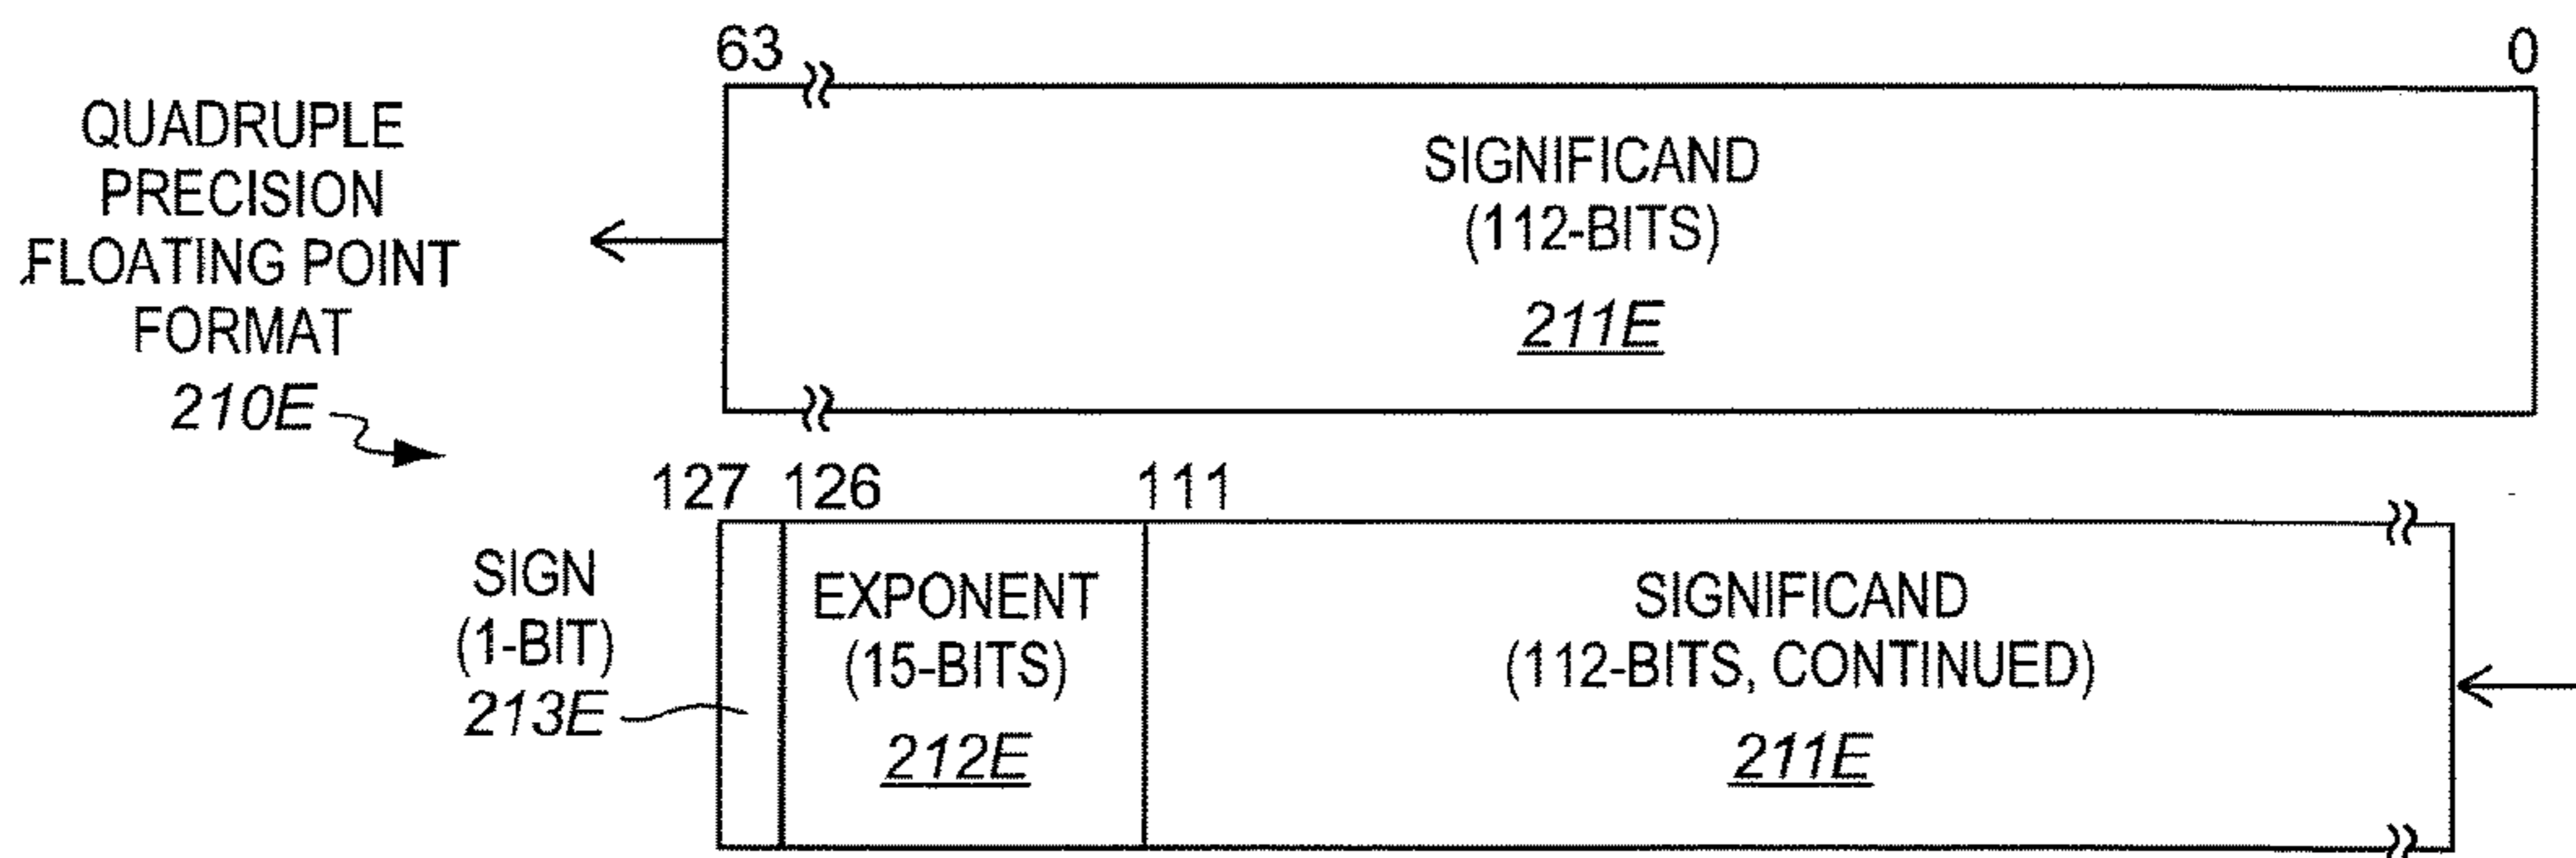 63 0
QUADRUPLE
PRECISION
FLOATING POINT
FORMAT
210E
SIGNIFICAND
(112-BITS)
211E
127 126 111
SIGN
(1-BIT)
213E
EXPONENT
(15-BITS)
212E
SIGNIFICAND
(112-BITS, CONTINUED)
211E